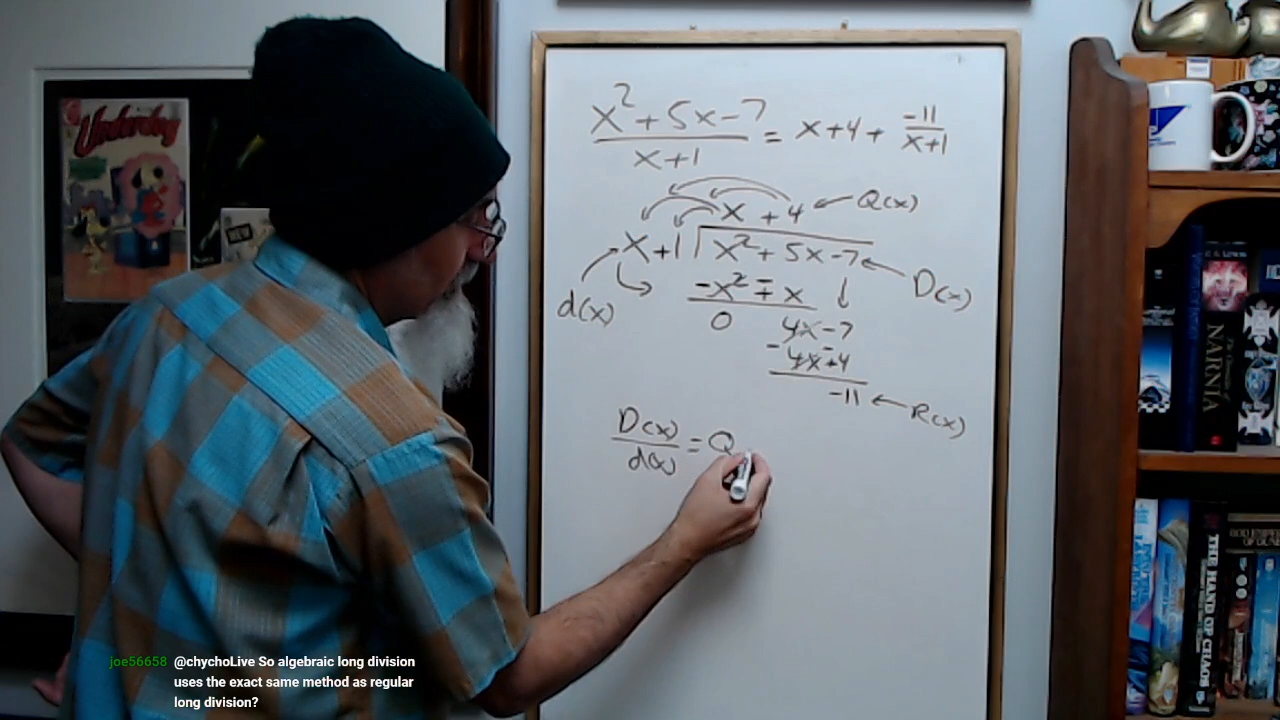 Underdog
NEW
x² + 5x - 7 / x + 1 = x + 4 + -11 / x + 1
x + 4 ← Q(x)
x + 1 | x² + 5x - 7 ← D(x)
d(x)
-x² ∓ x
0 4x - 7
- 4x + 4
-11 ← R(x)
D(x) / d(x) = Q
NARNIA
THE HAND OF CHAOS
joe56658 @chychoLive So algebraic long division
uses the exact same method as regular
long division?